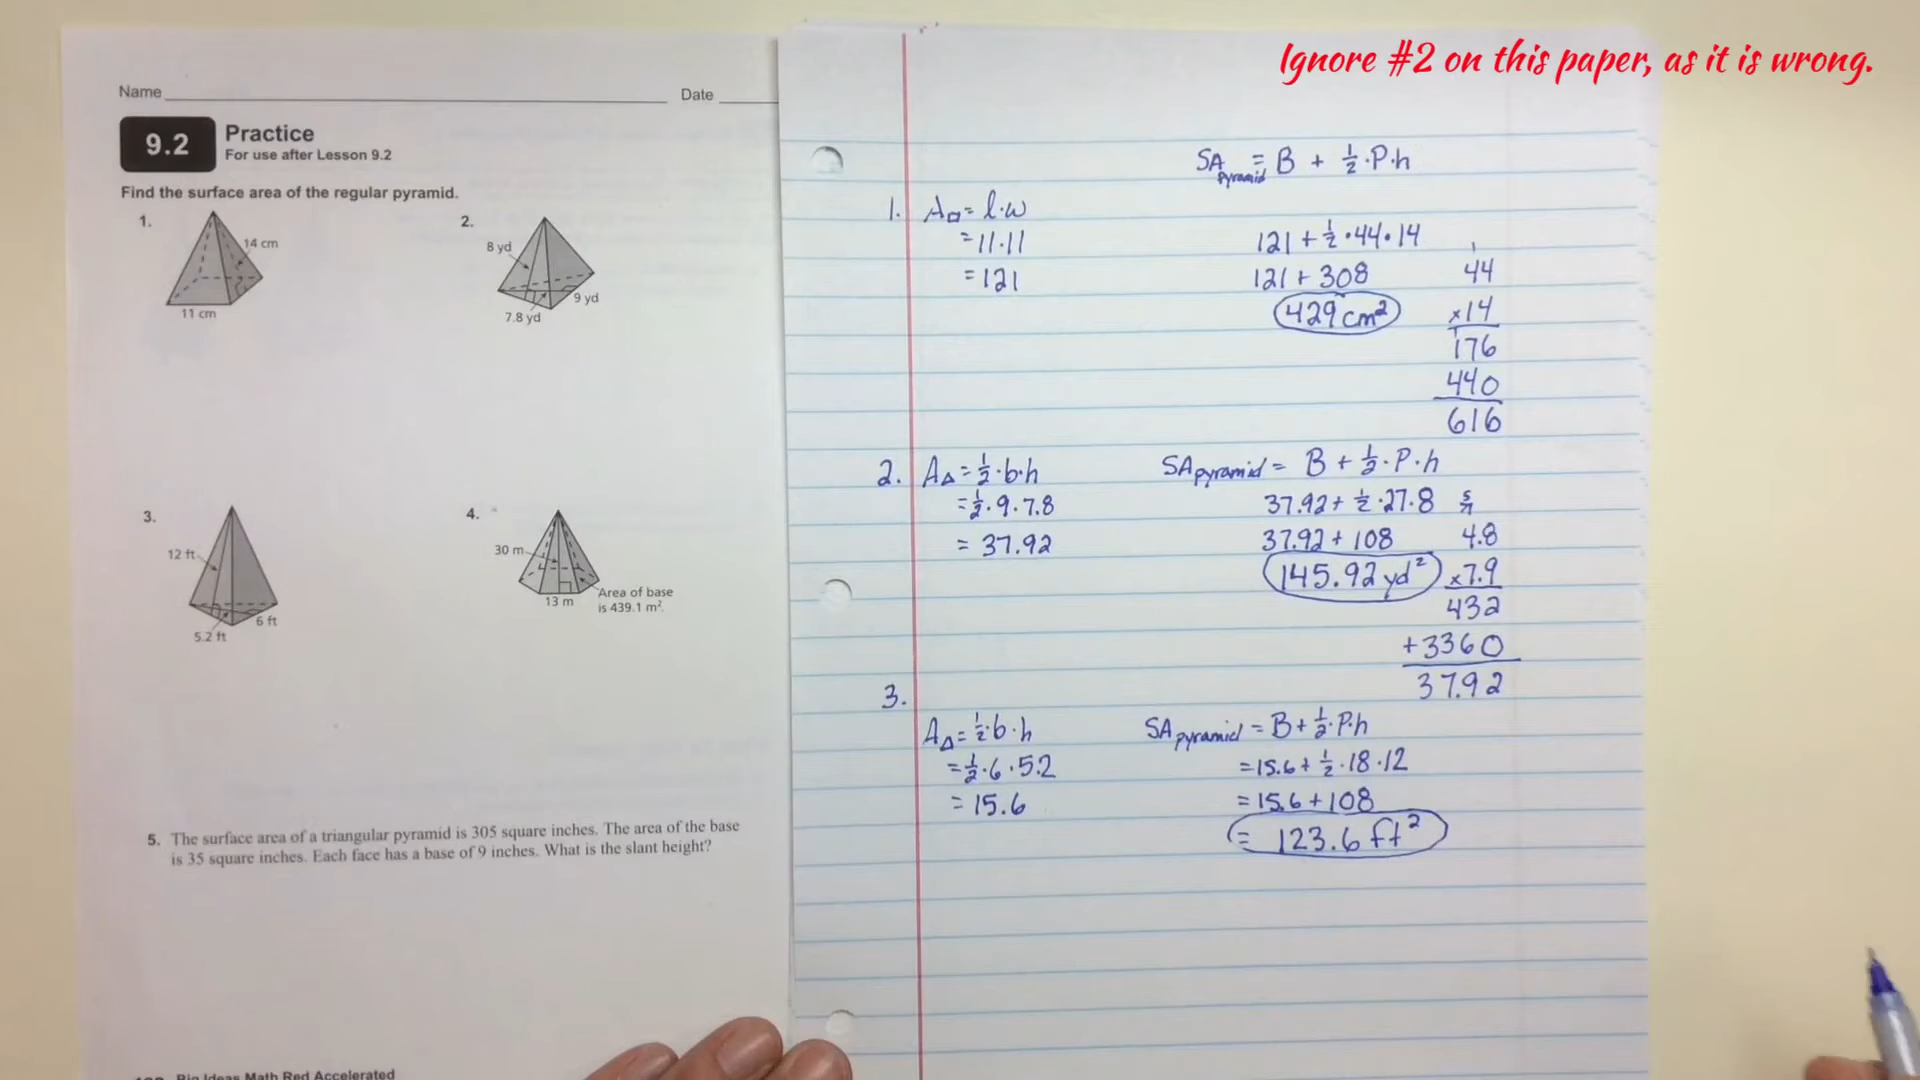 Ignore #2 on this paper, as it is wrong.
Name
Date
9.2
Practice
For use after Lesson 9.2
Find the surface area of the regular pyramid.
1.
14 cm
11 cm
2.
8 yd
9 yd
7.8 yd
3.
12 ft
6 ft
5.2 ft
4.
30 m
13 m
Area of base
is 439.1 m².
5. The surface area of a triangular pyramid is 305 square inches. The area of the base
is 35 square inches. Each face has a base of 9 inches. What is the slant height?
Big Ideas Math Red Accelerated
SA pyramid = B + 1/2 · P · h
1. A□ = l·w
= 11·11
= 121
121 + 1/2 · 44 · 14
121 + 308
429 cm²
1
44
x14
1
176
440
616
2. A△ = 1/2 · b · h
= 1/2 · 9 · 7.8
= 37.92
SA pyramid = B + 1/2 · P · h
37.92 + 1/2 · 27 · 8
37.92 + 108
145.92 yd²
4.8
x7.9
432
+3360
37.92
3.
A△ = 1/2 · b · h
= 1/2 · 6 · 5.2
= 15.6
SA pyramid = B + 1/2 · P · h
= 15.6 + 1/2 · 18 · 12
= 15.6 + 108
= 123.6 ft²